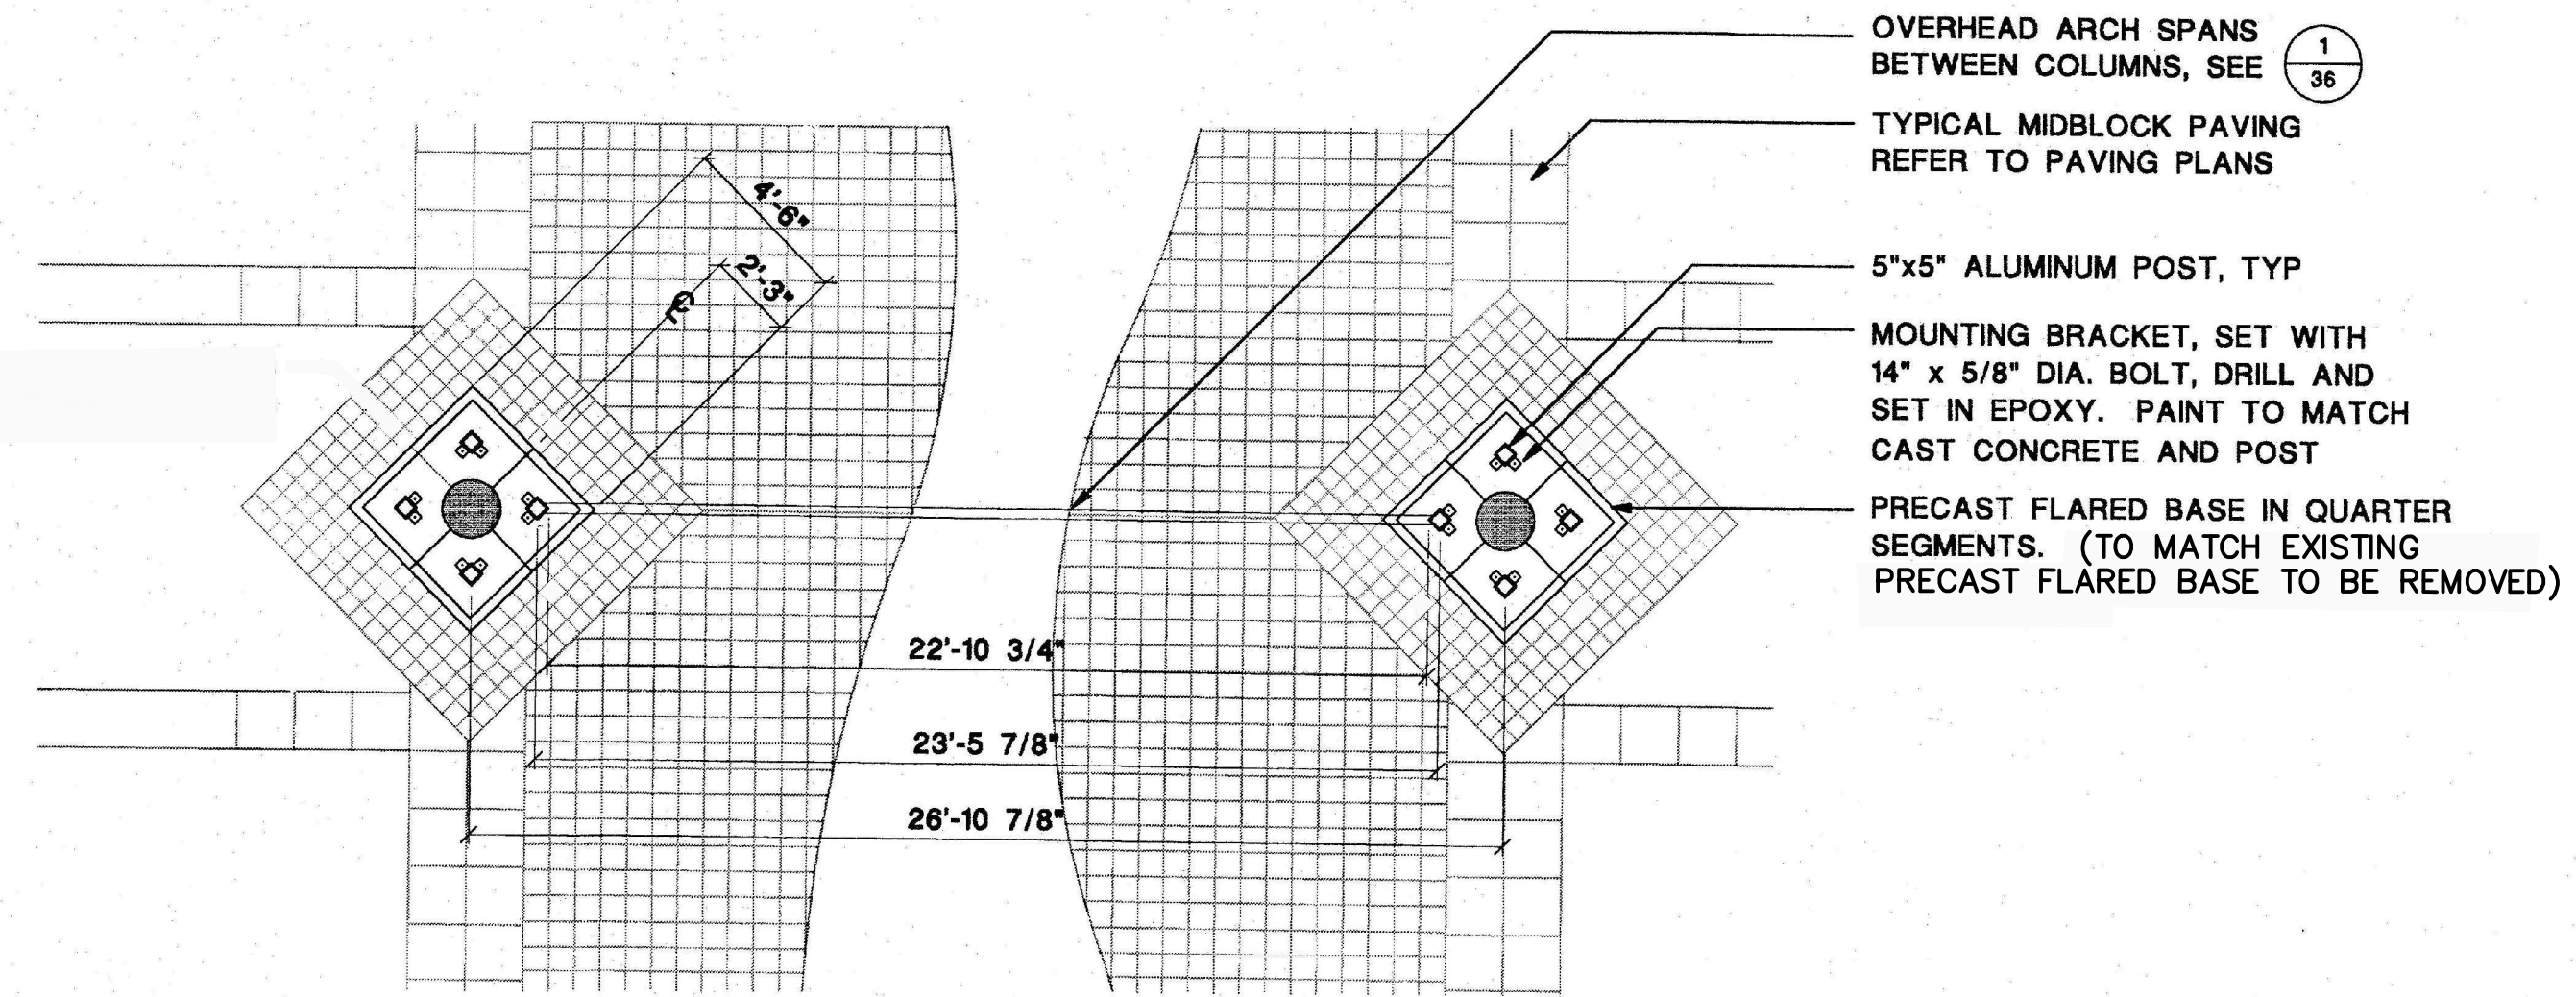 OVERHEAD ARCH SPANS
BETWEEN COLUMNS, SEE
1
36
TYPICAL MIDBLOCK PAVING
REFER TO PAVING PLANS
5"x5" ALUMINUM POST, TYP
MOUNTING BRACKET, SET WITH
14" x 5/8" DIA. BOLT, DRILL AND
SET IN EPOXY. PAINT TO MATCH
CAST CONCRETE AND POST
PRECAST FLARED BASE IN QUARTER
SEGMENTS. (TO MATCH EXISTING
PRECAST FLARED BASE TO BE REMOVED)
4'-6"
2'-3"
℄
22'-10 3/4"
23'-5 7/8"
26'-10 7/8"